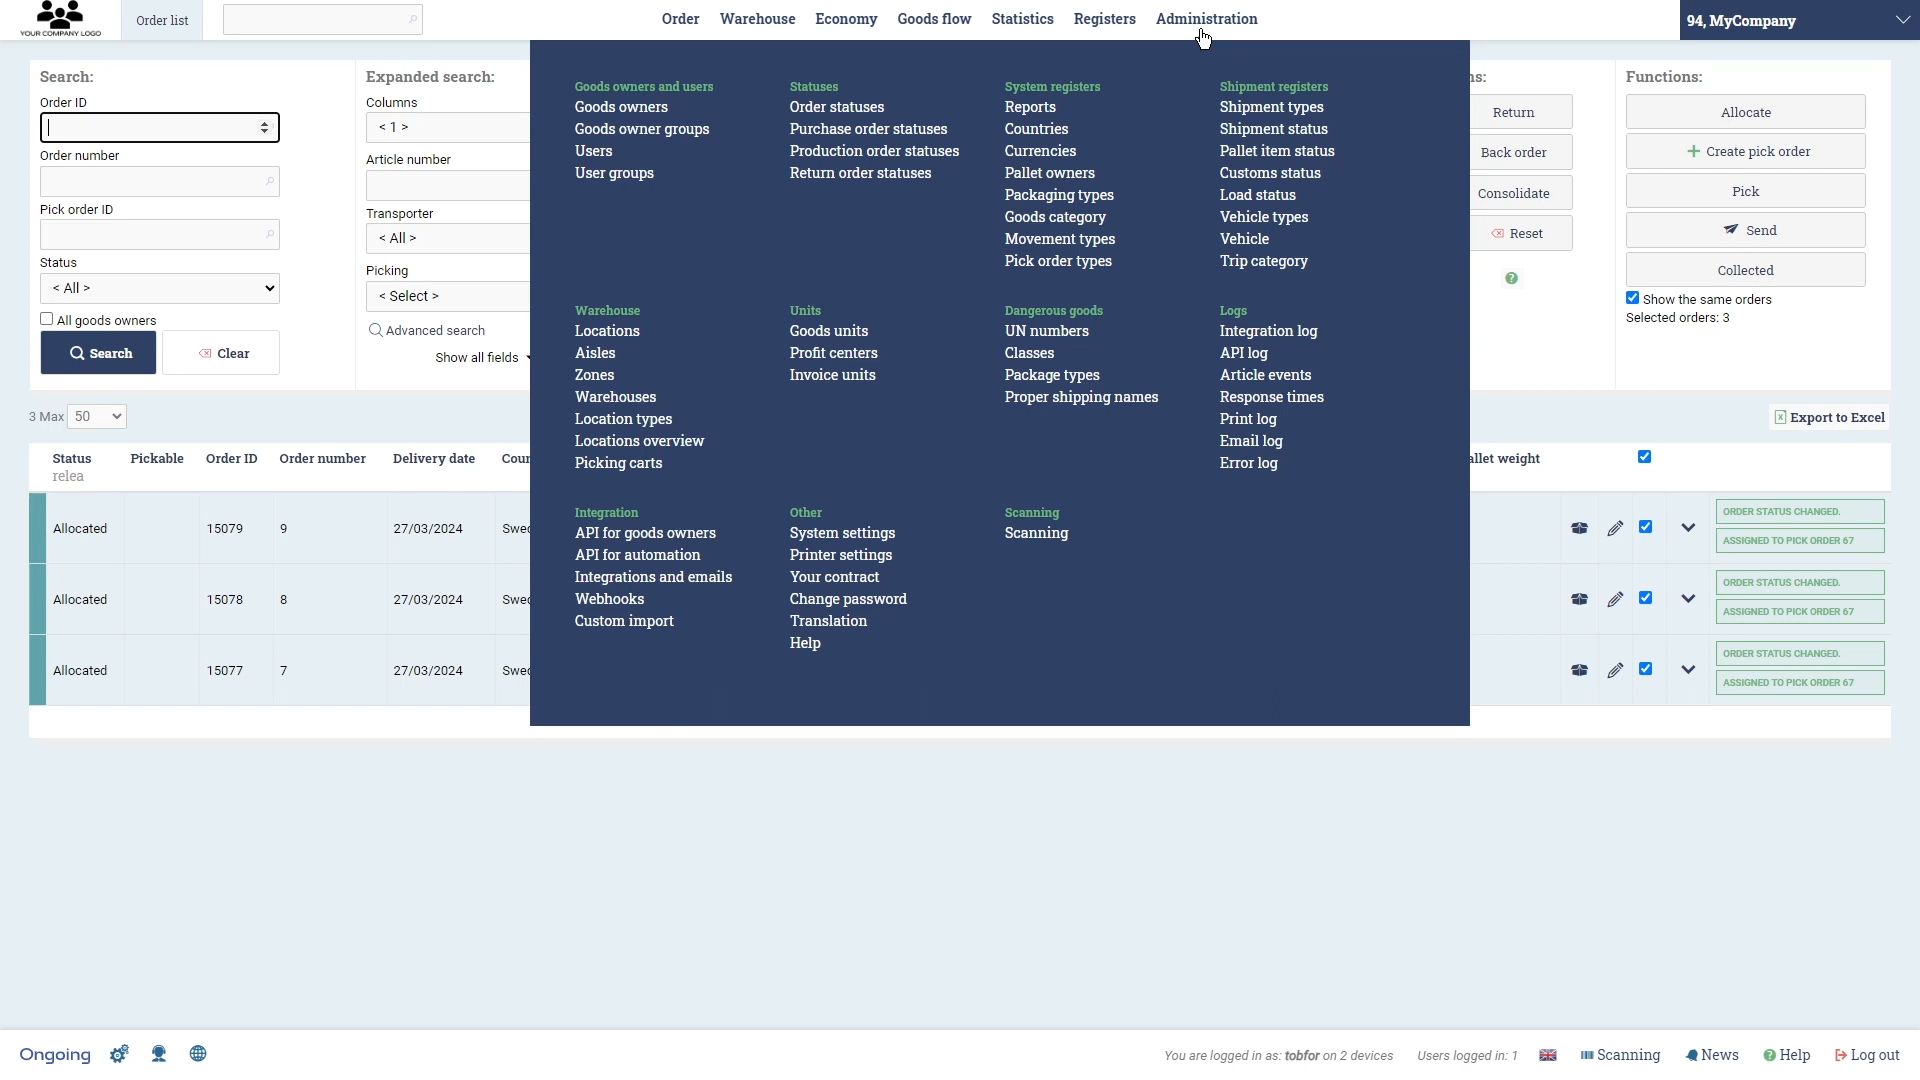 YOUR COMPANY LOGO
Order list
Order Warehouse Economy Goods flow Statistics Registers Administration
94, MyCompany
Search:
Order ID
Order number
Pick order ID
Status
< All >
All goods owners
Search Clear
Expanded search:
Columns
< 1 >
Article number
Transporter
< All >
Picking
< Select >
Advanced search
Show all fields
Goods owners and users
Goods owners
Goods owner groups
Users
User groups
Statuses
Order statuses
Purchase order statuses
Production order statuses
Return order statuses
System registers
Reports
Countries
Currencies
Pallet owners
Packaging types
Goods category
Movement types
Pick order types
Shipment registers
Shipment types
Shipment status
Pallet item status
Customs status
Load status
Vehicle types
Vehicle
Trip category
Warehouse
Locations
Aisles
Zones
Warehouses
Location types
Locations overview
Picking carts
Units
Goods units
Profit centers
Invoice units
Dangerous goods
UN numbers
Classes
Package types
Proper shipping names
Logs
Integration log
API log
Article events
Response times
Print log
Email log
Error log
Integration
API for goods owners
API for automation
Integrations and emails
Webhooks
Custom import
Other
System settings
Printer settings
Your contract
Change password
Translation
Help
Scanning
Scanning
ns:
Return
Back order
Consolidate
Reset
Functions:
Allocate
Create pick order
Pick
Send
Collected
Show the same orders
Selected orders: 3
3 Max 50
Export to Excel
Status Pickable Order ID Order number Delivery date Coun allet weight
relea
Allocated 15079 9 27/03/2024 Swed
ORDER STATUS CHANGED.
ASSIGNED TO PICK ORDER 67
Allocated 15078 8 27/03/2024 Swed
ORDER STATUS CHANGED.
ASSIGNED TO PICK ORDER 67
Allocated 15077 7 27/03/2024 Swed
ORDER STATUS CHANGED.
ASSIGNED TO PICK ORDER 67
Ongoing
You are logged in as: tobfor on 2 devices Users logged in: 1 Scanning News Help Log out